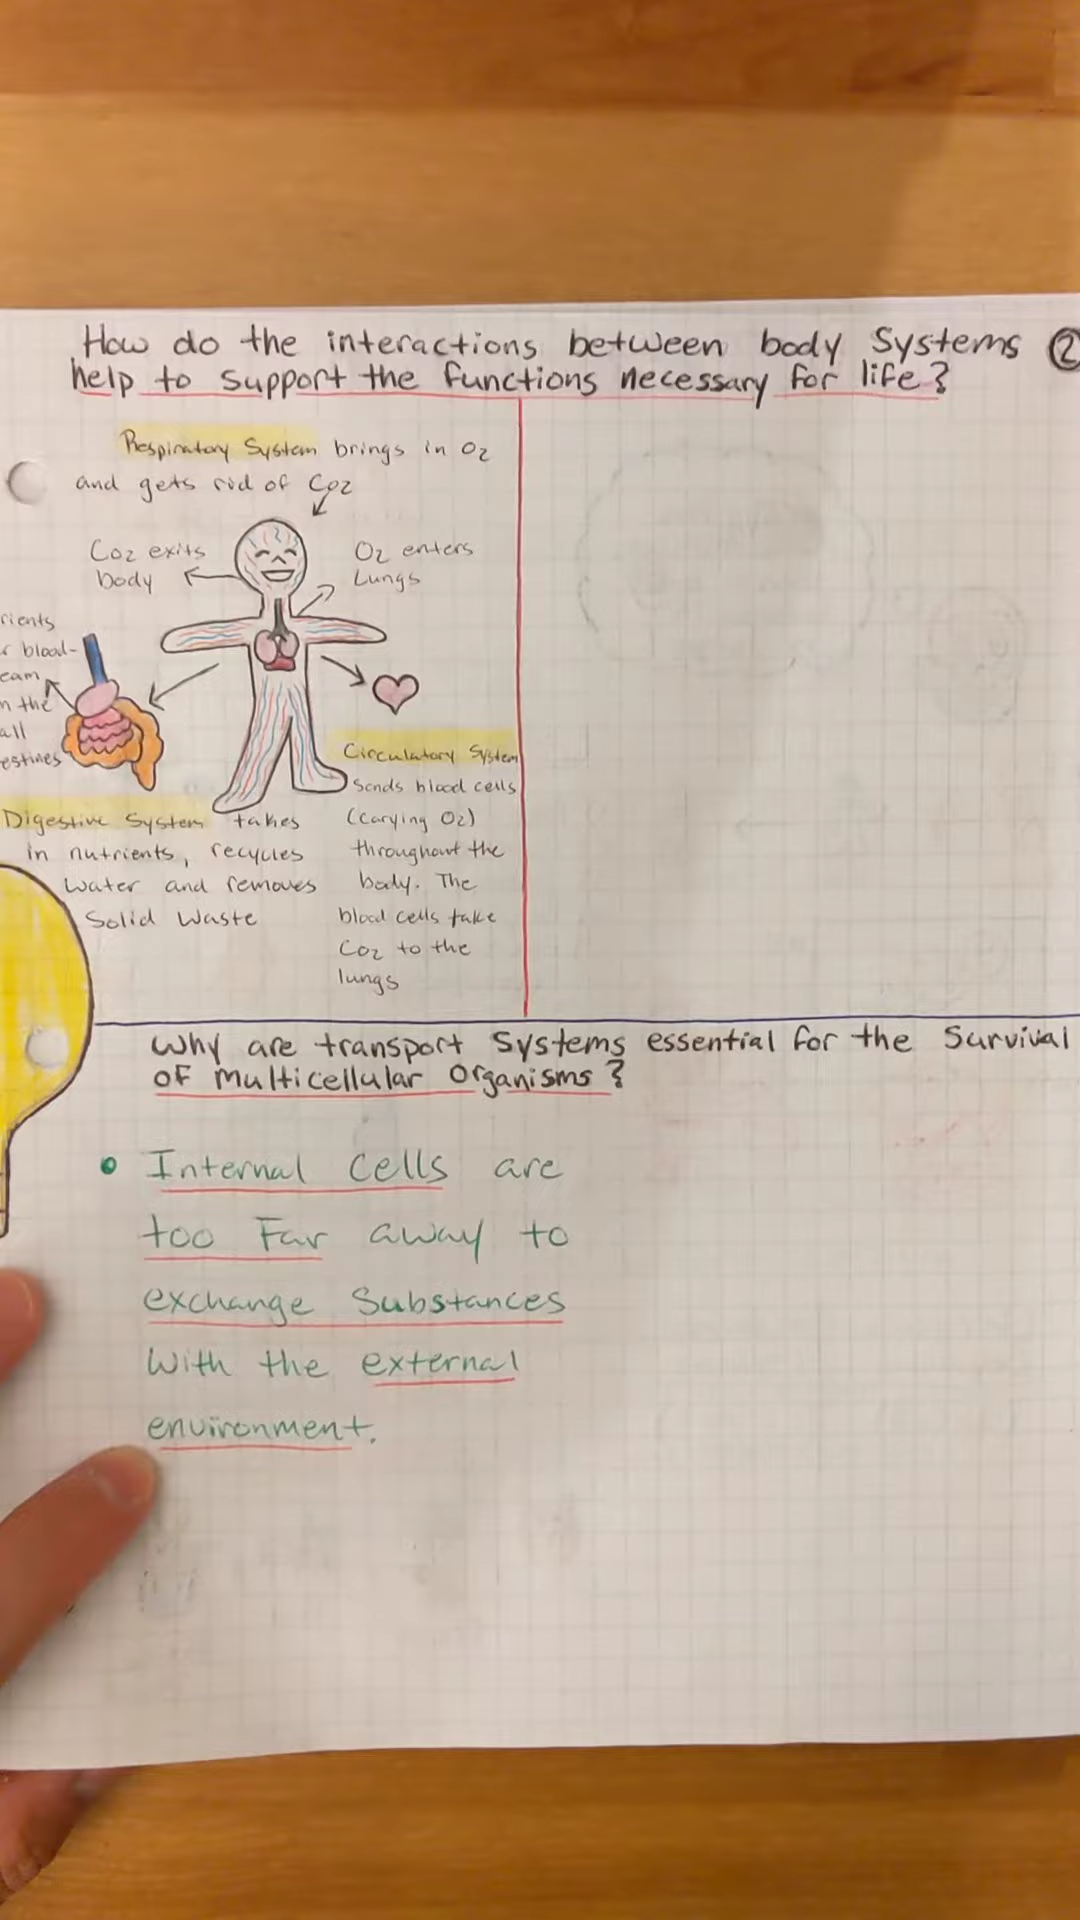 How do the interactions between body Systems ②
help to support the functions necessary for life?
Respiratory System brings in O2
and gets rid of CO2
CO2 exits
body
O2 enters
Lungs
blood-
the
Digestive System takes
in nutrients, recycles
water and removes
Solid Waste
Circulatory System
Sends blood cells
(carying O2)
throughout the
body. The
blood cells take
CO2 to the
lungs
Why are transport Systems essential for the Survival
OF Multicellular Organisms?
• Internal Cells are
too Far away to
exchange Substances
With the external
environment.